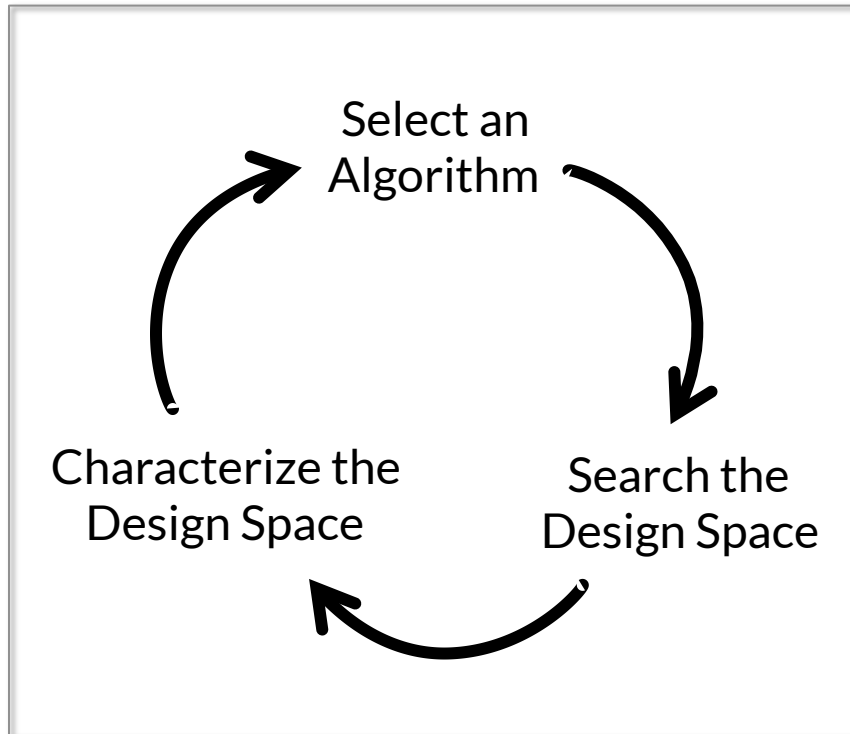 Select an
Algorithm
Search the
Design Space
Characterize the
Design Space